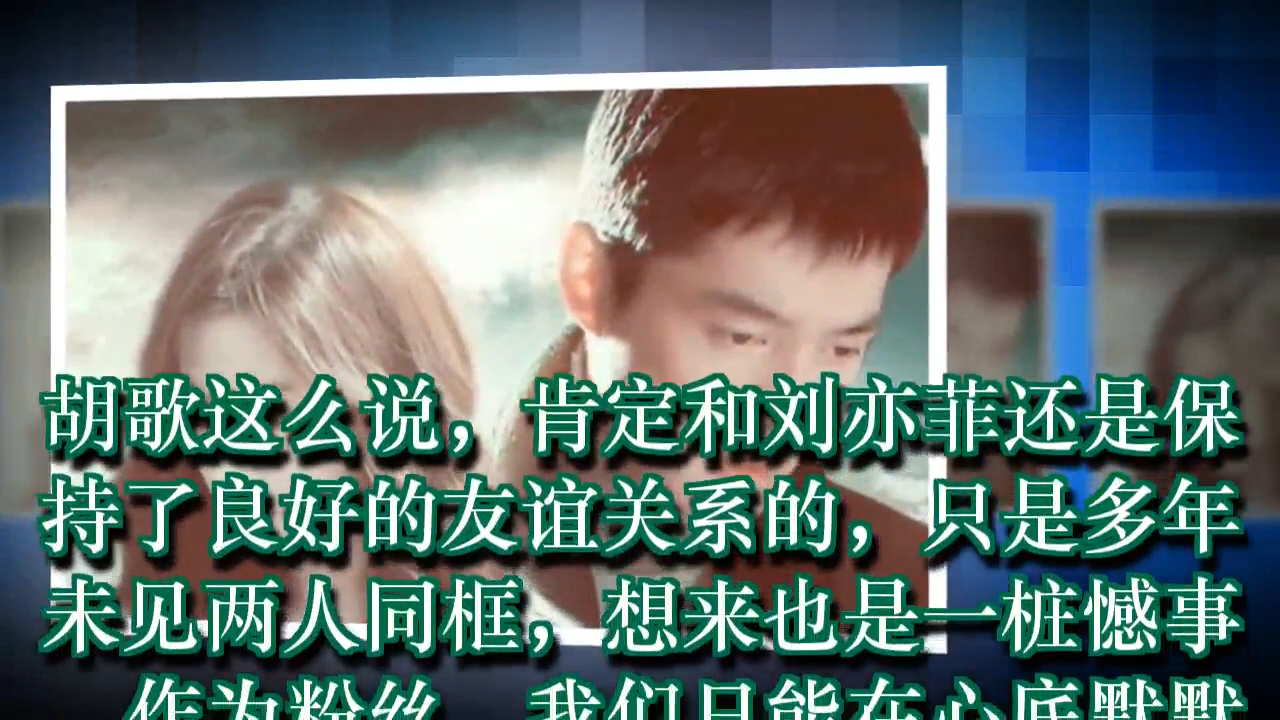 胡歌这么说，肯定和刘亦菲还是保
持了良好的友谊关系的，只是多年
未见两人同框，想来也是一桩憾事
作为粉丝，我们只能在心底默默